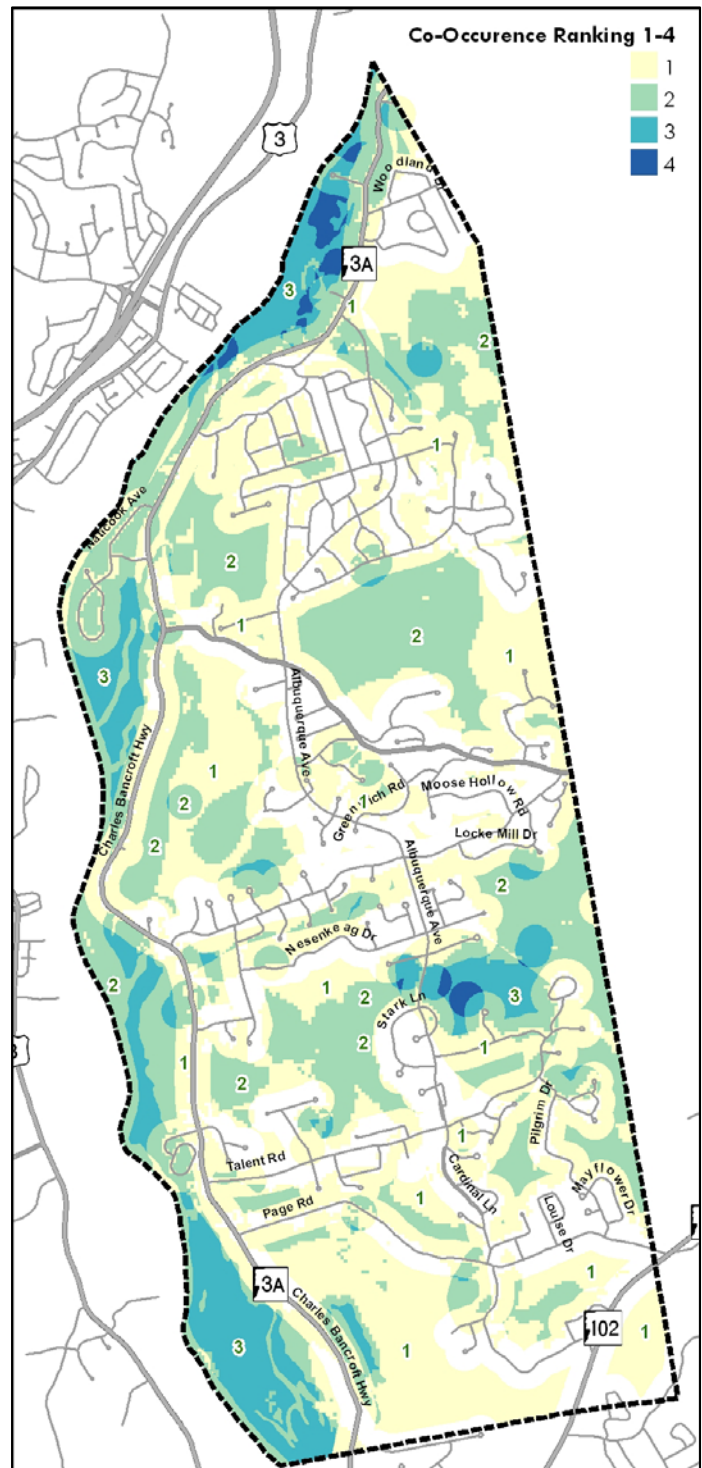 Co-Occurence Ranking 1-4
1
2
3
4
3
Woodland
3A
3
1
2
1
Naticook Ave
2
1
2
1
3
Albuquerque Ave
1
2
Charles Bancroft Hwy
2
Greenwich Rd
Moose Hollow Rd
Locke Mill Dr
Albuquerque Ave
2
Nesenkeag Dr
2
1
2
3
Stark Ln
2
1
1
2
Pilgrim Dr
1
Talent Rd
Cardinal Ln
Mayflower Dr
Page Rd
1
Louise Dr
3A
1
Charles Bancroft Hwy
102
1
3
1